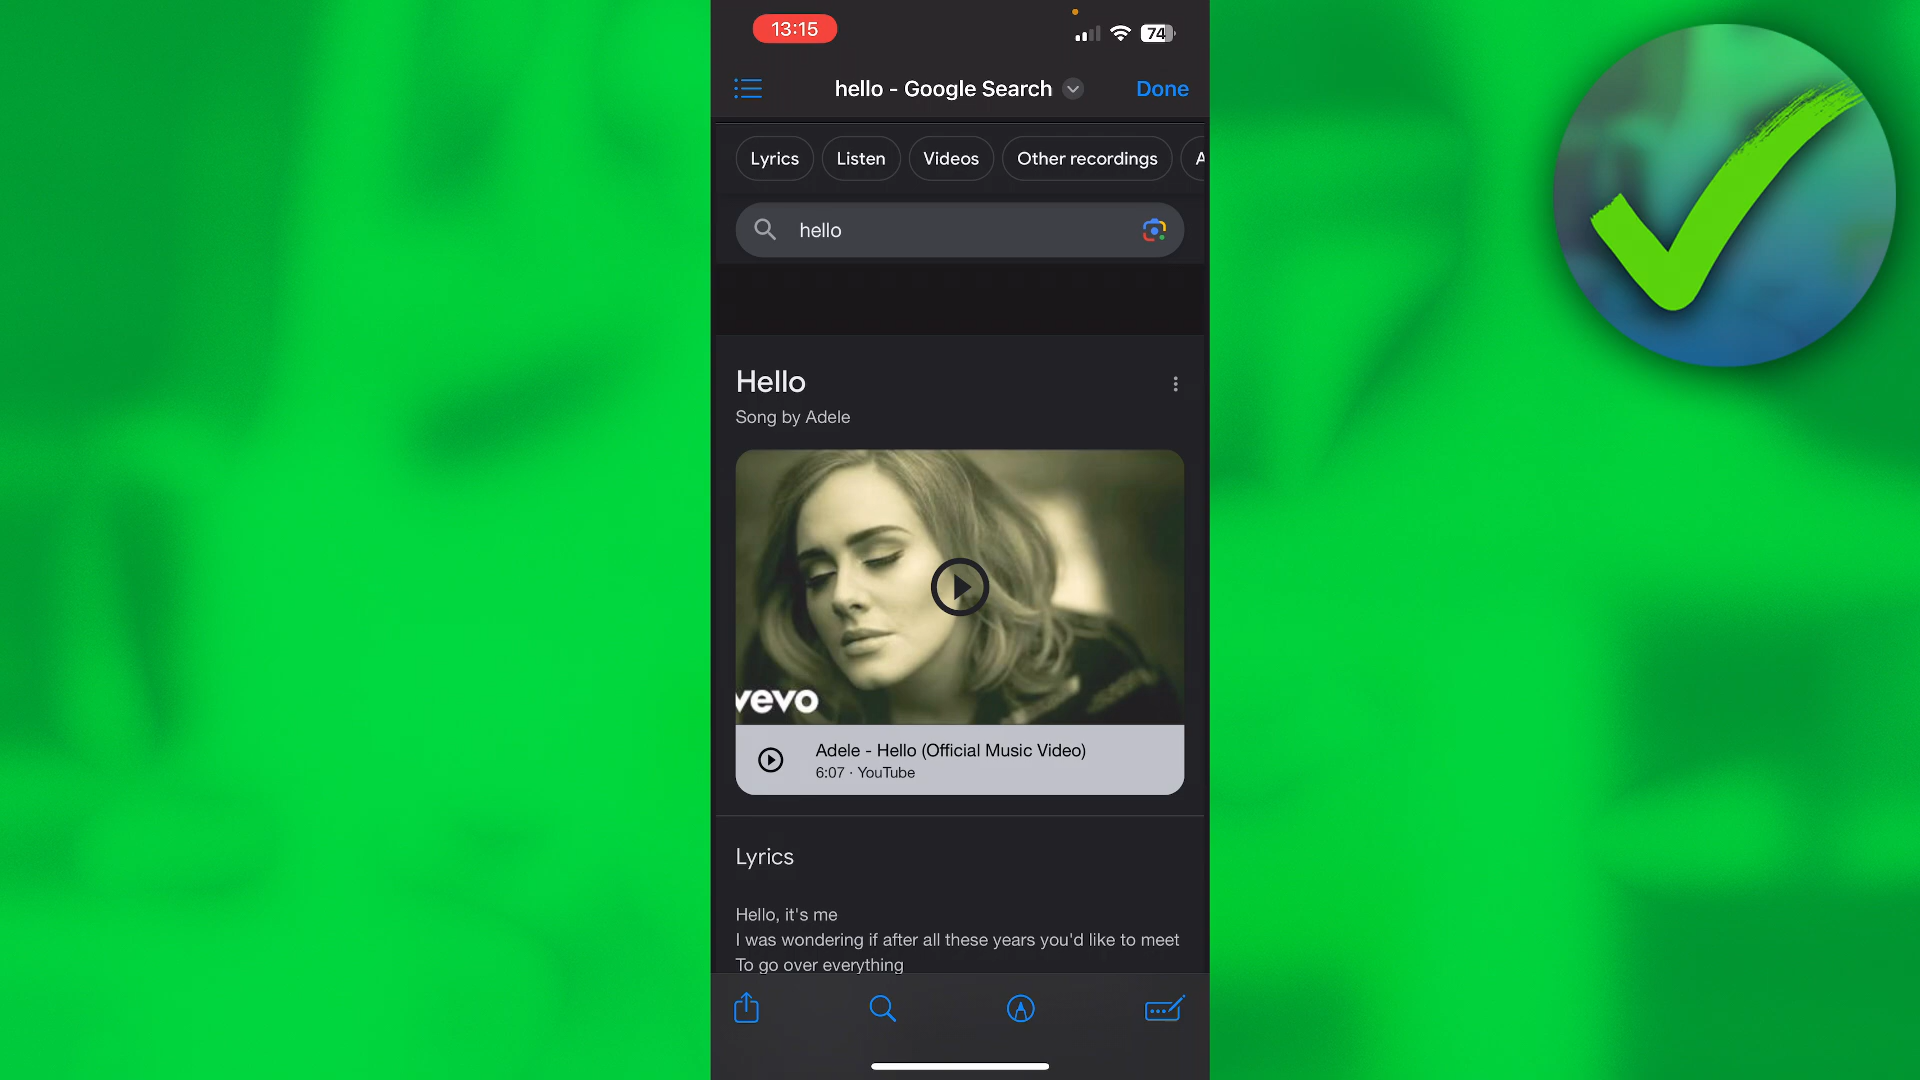 13:15
74
hello - Google Search
Done
Lyrics
Listen
Videos
Other recordings
A
hello
Hello
Song by Adele
vevo
Adele - Hello (Official Music Video)
6:07 · YouTube
Lyrics
Hello, it's me
I was wondering if after all these years you'd like to meet
To go over everything